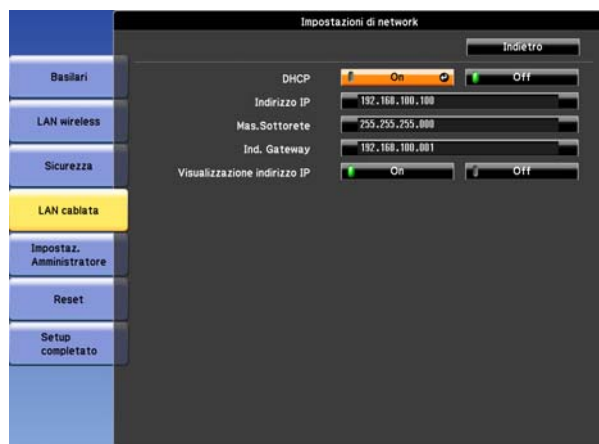 Impostazioni di network
Indietro
Basilari
LAN wireless
Sicurezza
LAN cablata
Impostaz.
Amministratore
Reset
Setup
completato
DHCP On Off
Indirizzo IP 192.168.100.100
Mas.Sottorete 255.255.255.000
Ind. Gateway 192.168.100.001
Visualizzazione indirizzo IP On Off